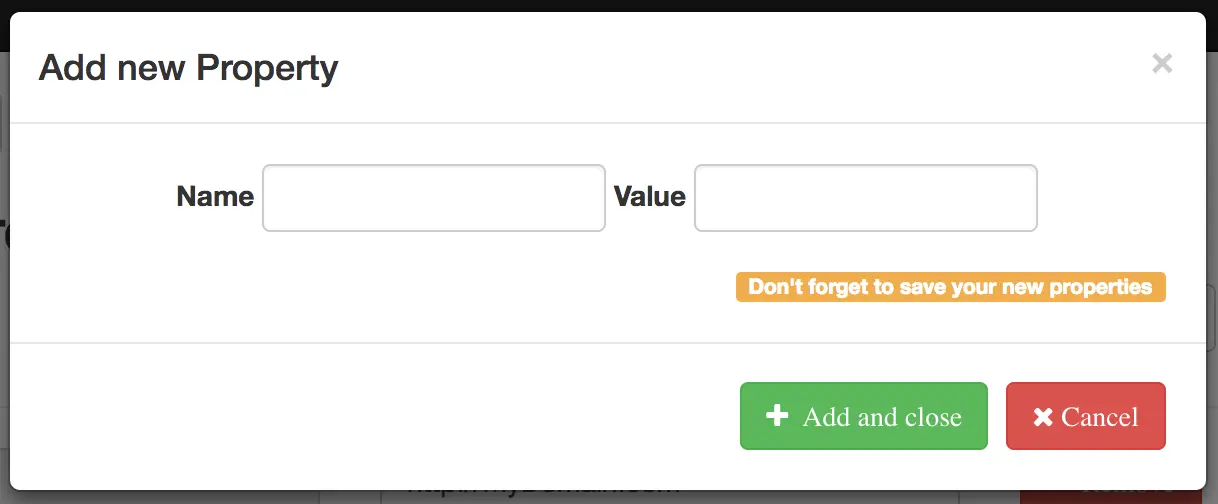 Add new Property ×
Name Value
Don't forget to save your new properties
Add and close Cancel